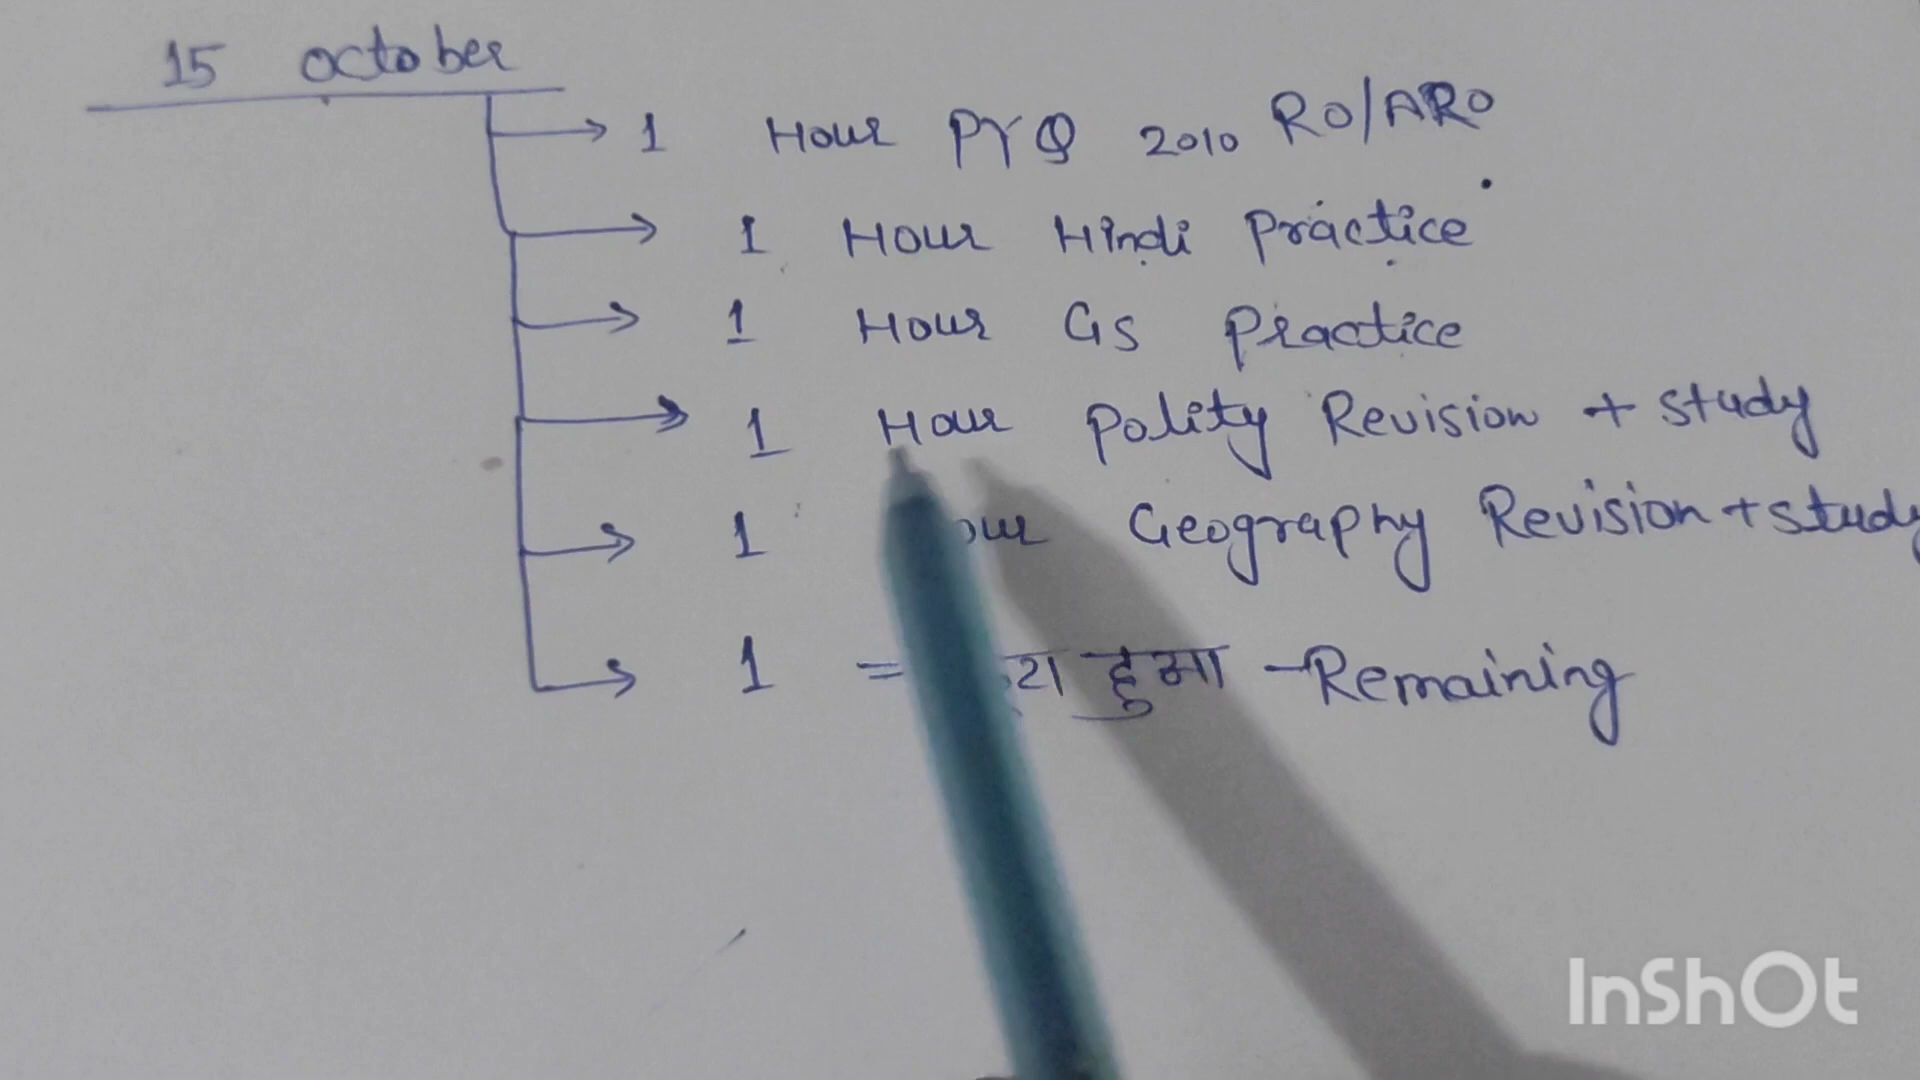 15 October
1 Hour PYQ 2010 RO/ARO
1 Hour Hindi Practice
1 Hour GS Practice
1 Hour Polity Revision + study
1 Geography Revision + study
1 = हुआ - Remaining
InShOt